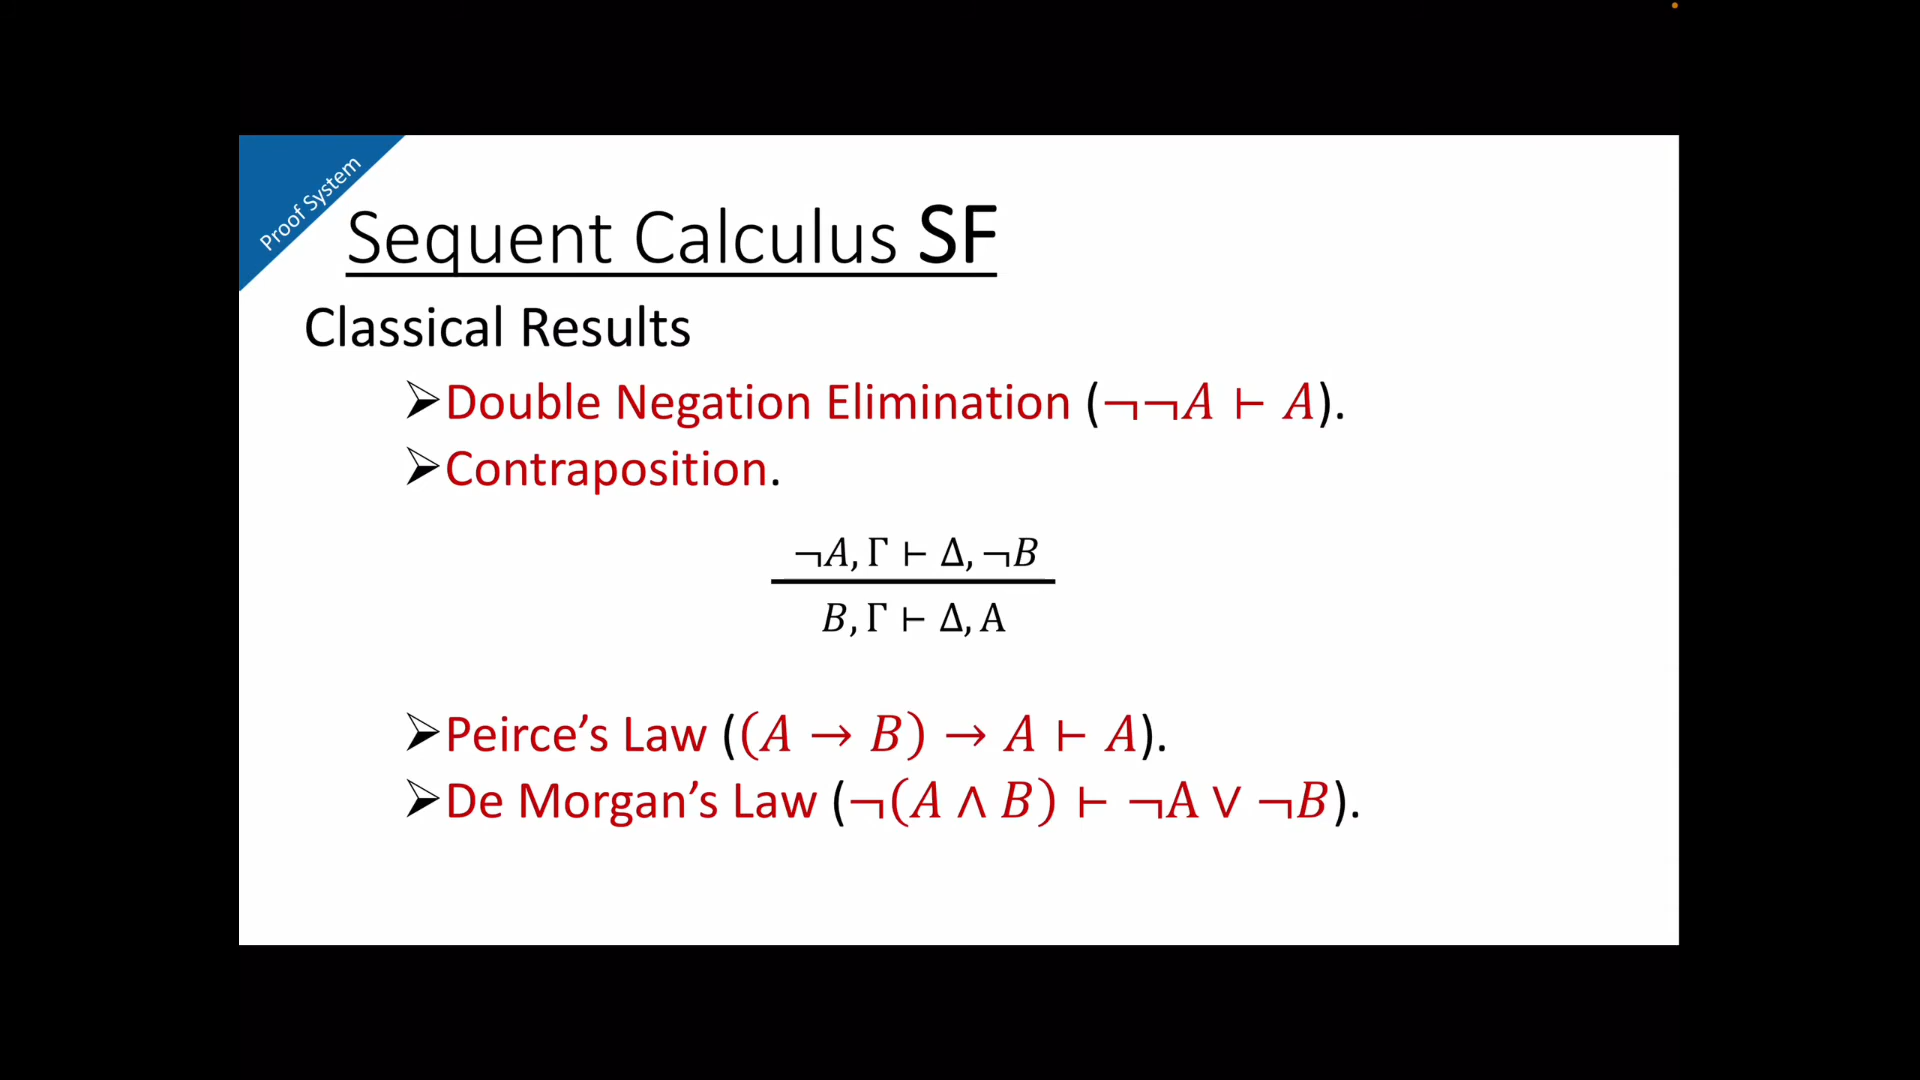 Proof System
Sequent Calculus SF
Classical Results
➢Double Negation Elimination (¬¬A ⊢ A).
➢Contraposition.
¬A, Γ ⊢ Δ, ¬B
B, Γ ⊢ Δ, A
➢Peirce’s Law ((A → B) → A ⊢ A).
➢De Morgan’s Law (¬(A ∧ B) ⊢ ¬A ∨ ¬B).